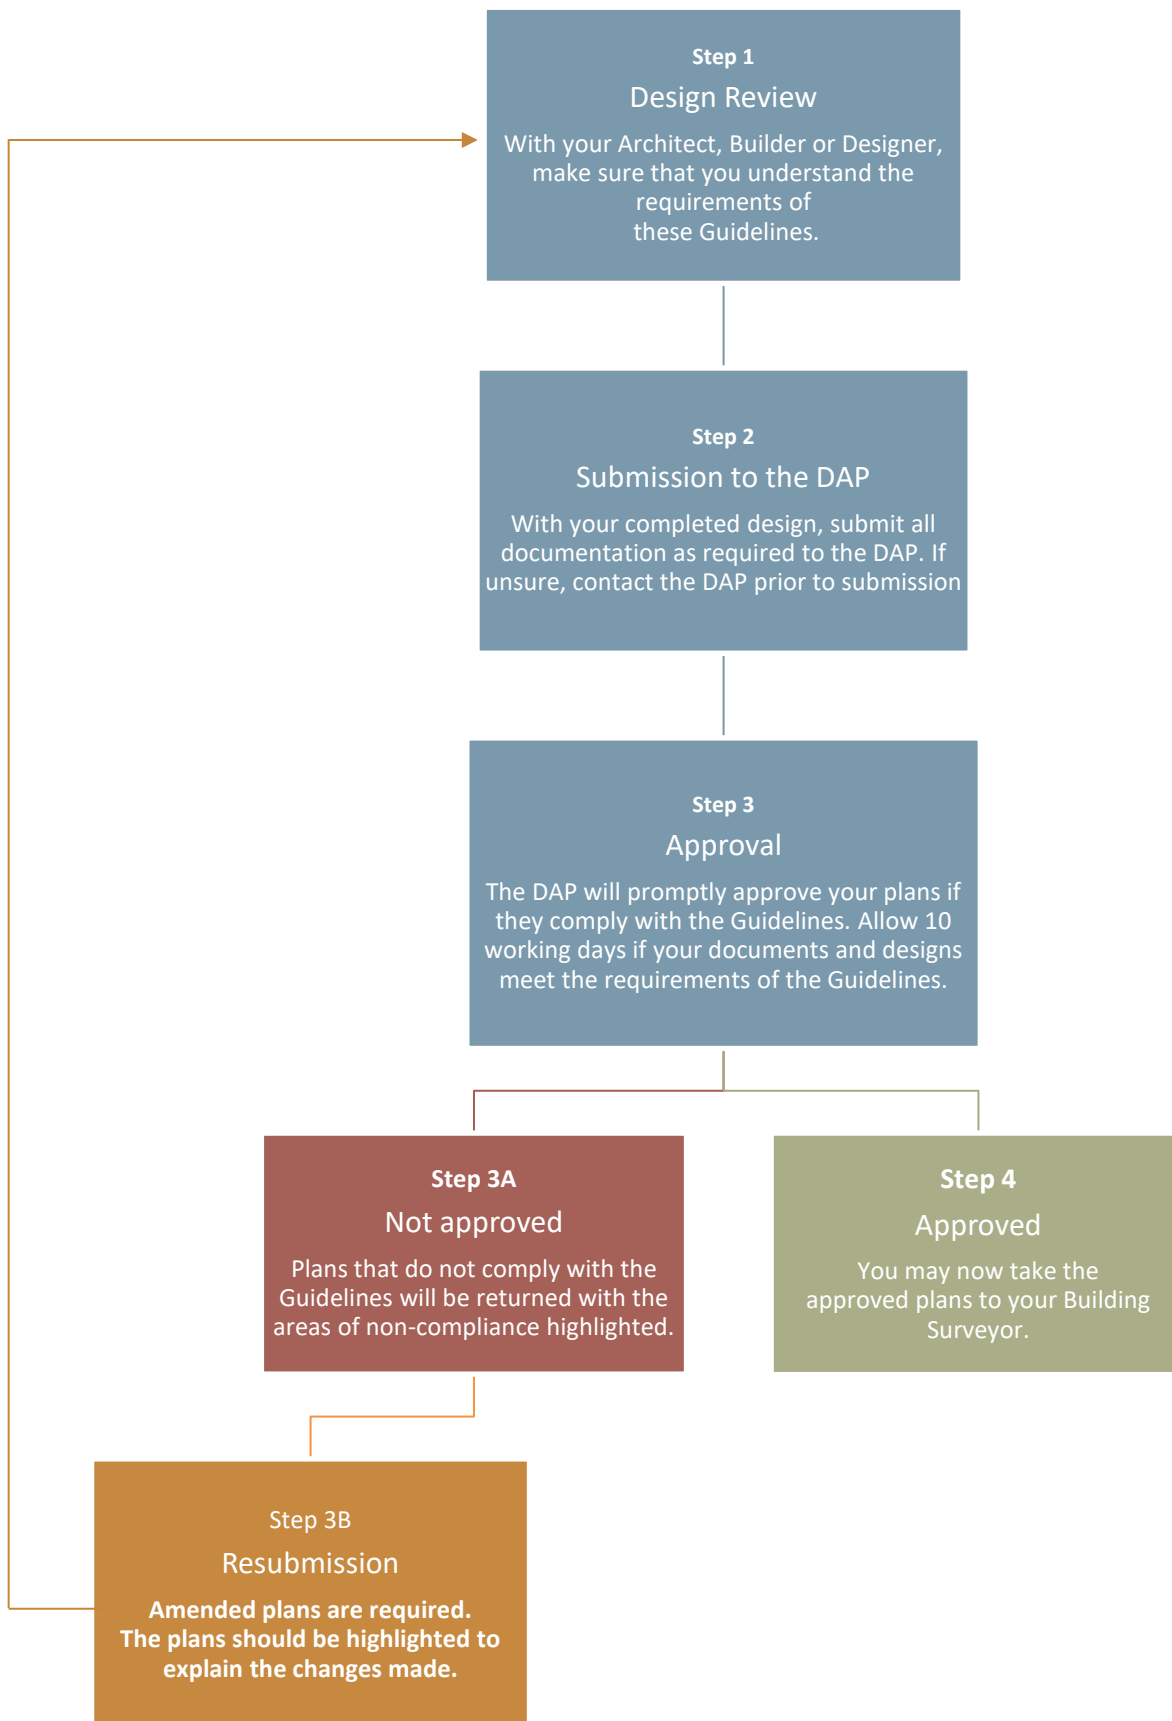 Step 1
Design Review
With your Architect, Builder or Designer,
make sure that you understand the
requirements of
these Guidelines.
Step 2
Submission to the DAP
With your completed design, submit all
documentation as required to the DAP. If
unsure, contact the DAP prior to submission
Step 3
Approval
The DAP will promptly approve your plans if
they comply with the Guidelines. Allow 10
working days if your documents and designs
meet the requirements of the Guidelines.
Step 3A
Not approved
Plans that do not comply with the
Guidelines will be returned with the
areas of non-compliance highlighted.
Step 4
Approved
You may now take the
approved plans to your Building
Surveyor.
Step 3B
Resubmission
Amended plans are required.
The plans should be highlighted to
explain the changes made.